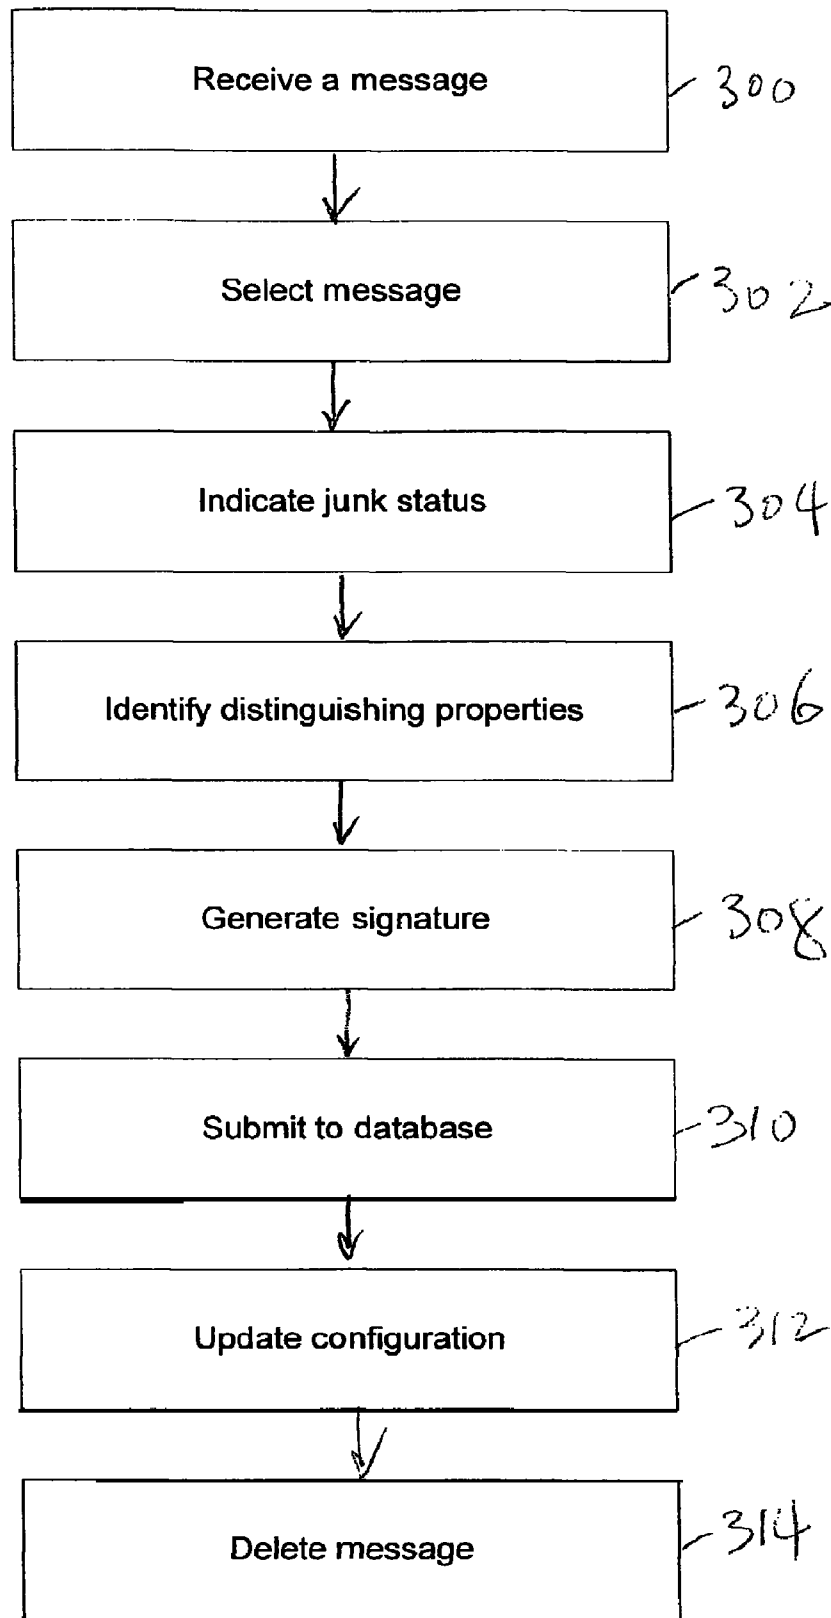 Receive a message 300
Select message 302
Indicate junk status 304
Identify distinguishing properties 306
Generate signature 308
Submit to database 310
Update configuration 312
Delete message 314